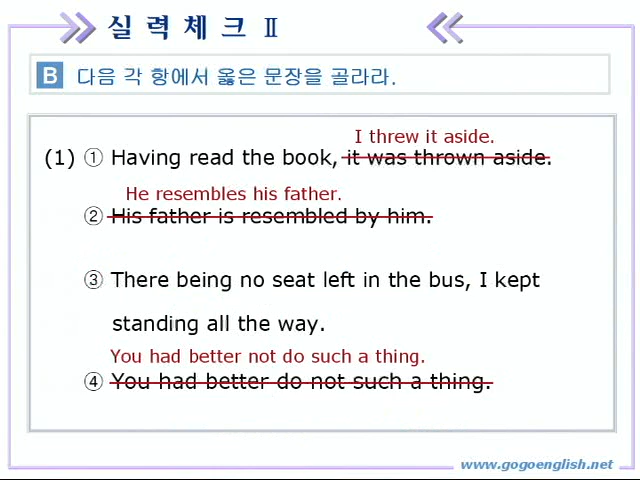 실 력 체 크 Ⅱ
B 다음 각 항에서 옳은 문장을 골라라.
I threw it aside.
(1) ① Having read the book, it was thrown aside.
He resembles his father.
② His father is resembled by him.
③ There being no seat left in the bus, I kept
standing all the way.
You had better not do such a thing.
④ You had better do not such a thing.
www.gogoenglish.net